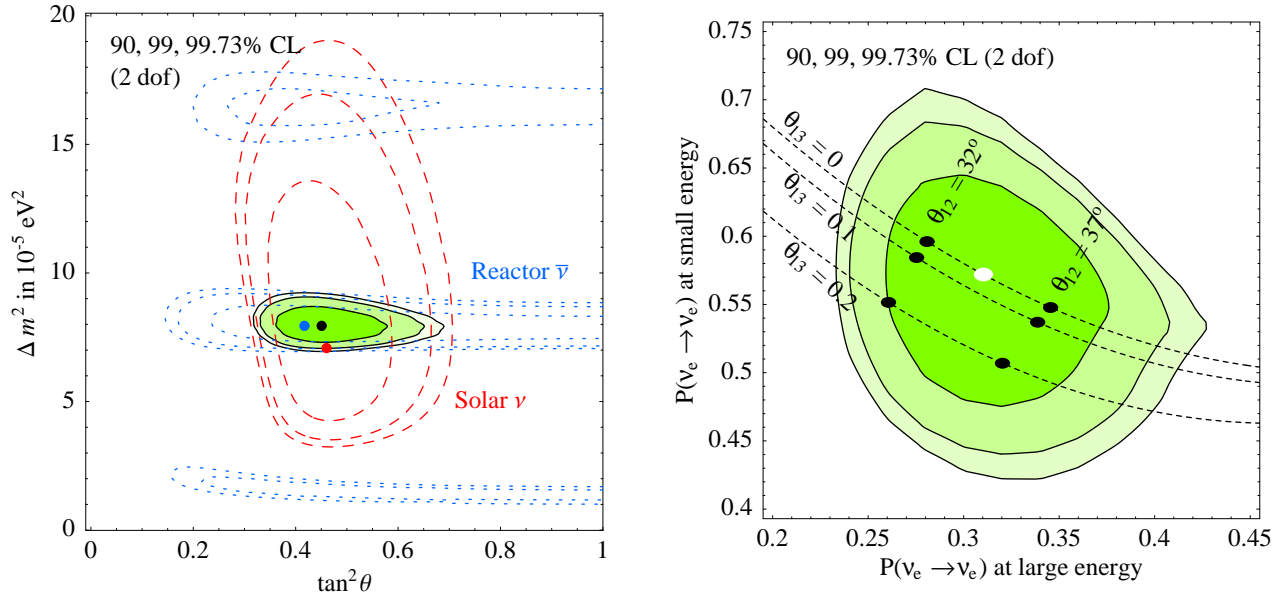 90, 99, 99.73% CL
(2 dof)
20
15
10
5
0
Δ m² in 10⁻⁵ eV²
Reactor ν̅
Solar ν
0
0.2
0.4
0.6
0.8
1
tan²θ
90, 99, 99.73% CL (2 dof)
0.75
0.7
0.65
0.6
0.55
0.5
0.45
0.4
P(νₑ →νₑ) at small energy
θ₁₃ = 0
θ₁₃ = 0.1
θ₁₃ = 0.2
θ₁₂ = 32°
θ₁₂ = 37°
0.2
0.25
0.3
0.35
0.4
0.45
P(νₑ →νₑ) at large energy